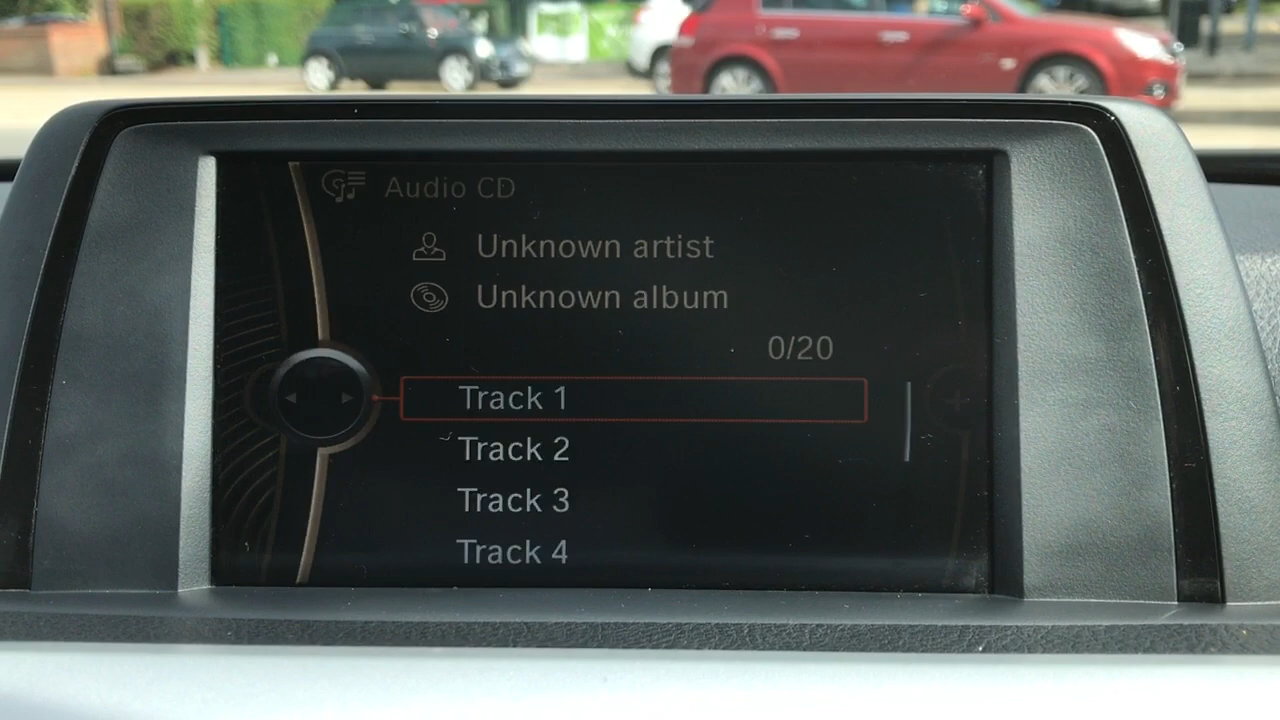 Audio CD
Unknown artist
Unknown album
0/20
Track 1
Track 2
Track 3
Track 4